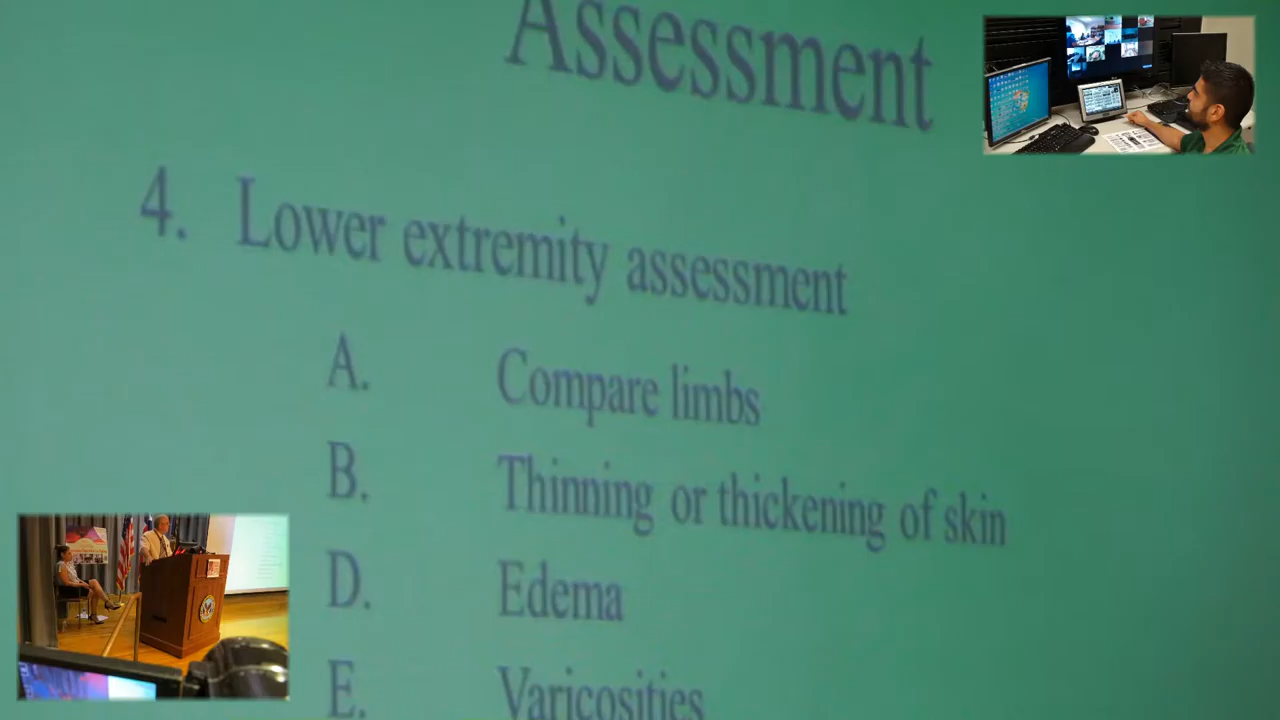 Assessment
4. Lower extremity assessment
A. Compare limbs
B. Thinning or thickening of skin
D. Edema
E. Varicosities